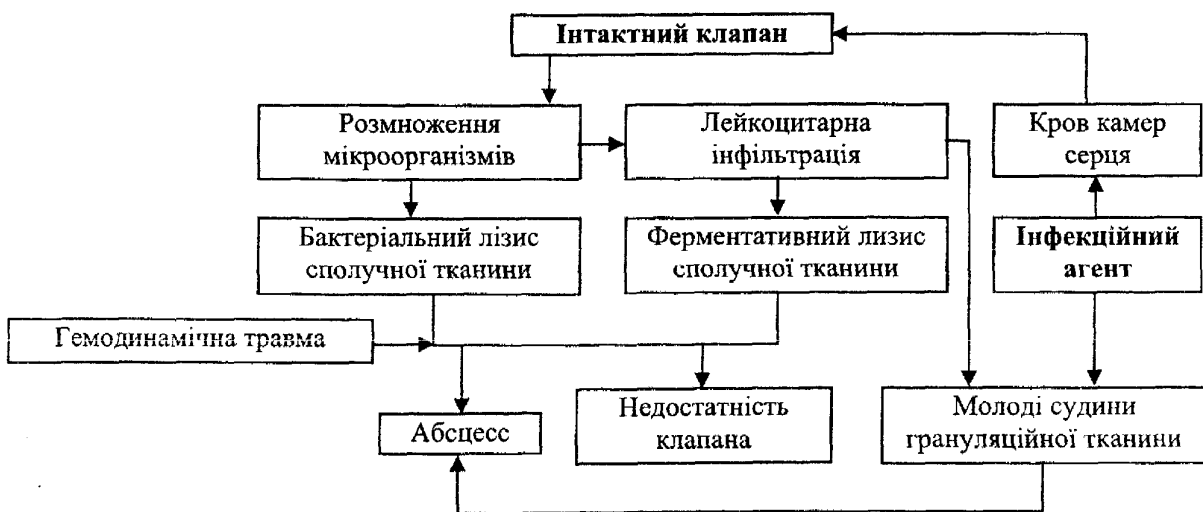 Інтактний клапан
Розмноження
мікроорганізмів
Лейкоцитарна
інфільтрація
Кров камер
серця
Бактеріальний лізис
сполучної тканини
Ферментативний лизис
сполучної тканини
Інфекційний
агент
Гемодинамічна травма
Абсцесс
Недостатність
клапана
Молоді судини
грануляційної тканини